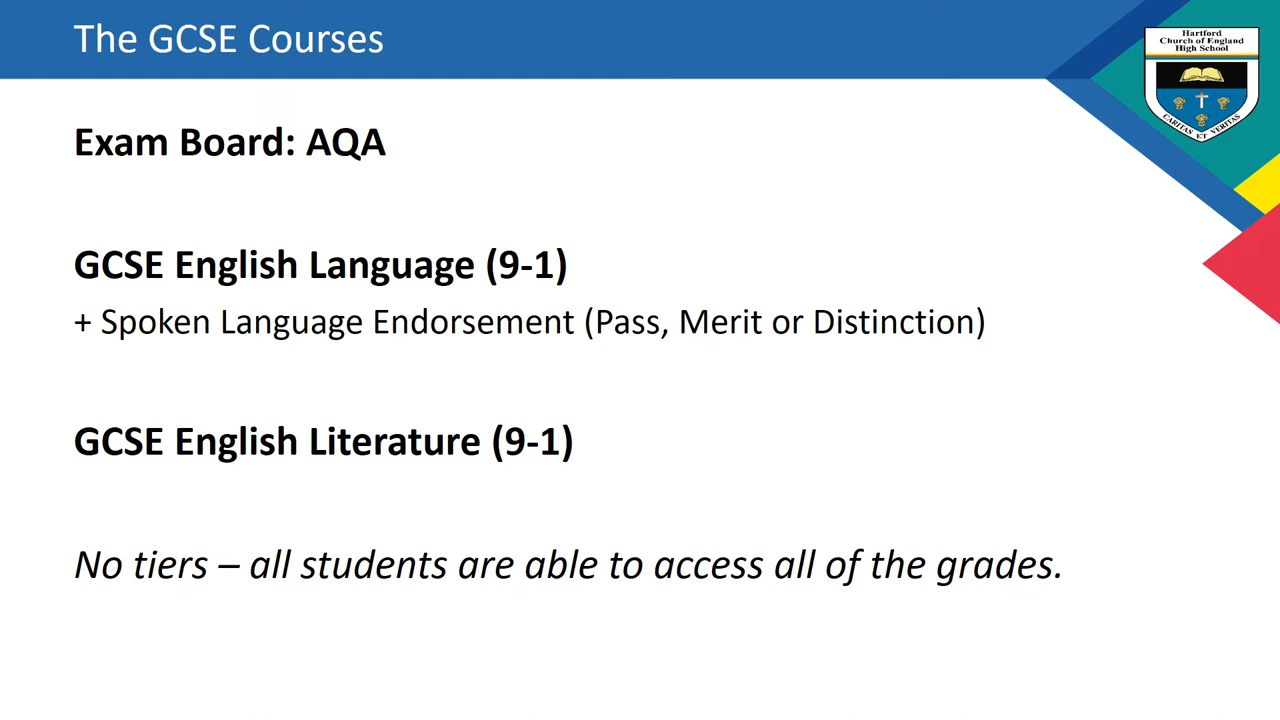 The GCSE Courses
Hartford
Church of England
High School
CARITAS ET VERITAS
Exam Board: AQA
GCSE English Language (9-1)
+ Spoken Language Endorsement (Pass, Merit or Distinction)
GCSE English Literature (9-1)
No tiers – all students are able to access all of the grades.